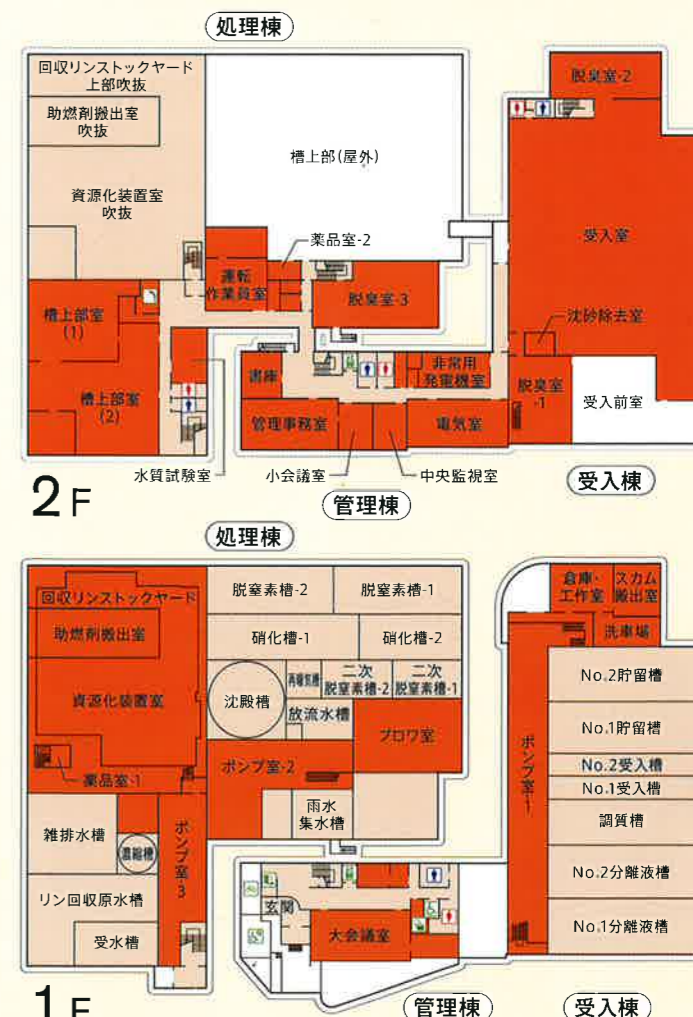 処理棟
回収リンストックヤード
上部吹抜
助燃剤搬出室
吹抜
資源化装置室
吹抜
槽上部(屋外)
脱臭室-2
受入室
薬品室-2
運転
作業員室
脱臭室-3
槽上部室
(1)
沈砂除去室
槽上部室
(2)
書庫
非常用
発電機室
脱臭室
-1
受入前室
管理事務室
電気室
水質試験室
小会議室
中央監視室
2F
管理棟
受入棟
処理棟
回収リンストックヤード
助燃剤搬出室
資源化装置室
薬品室-1
脱窒素槽-2
脱窒素槽-1
硝化槽-1
硝化槽-2
沈殿槽
再曝気槽
二次
脱窒素槽-2
二次
脱窒素槽-1
放流水槽
ブロワ室
ポンプ室-2
雨水
集水槽
雑排水槽
濃縮槽
ポンプ室-3
リン回収原水槽
受水槽
玄関
大会議室
倉庫・
工作室
スカム
搬出室
洗車場
ポンプ室-1
No.2貯留槽
No.1貯留槽
No.2受入槽
No.1受入槽
調質槽
No.2分離液槽
No.1分離液槽
1F
管理棟
受入棟